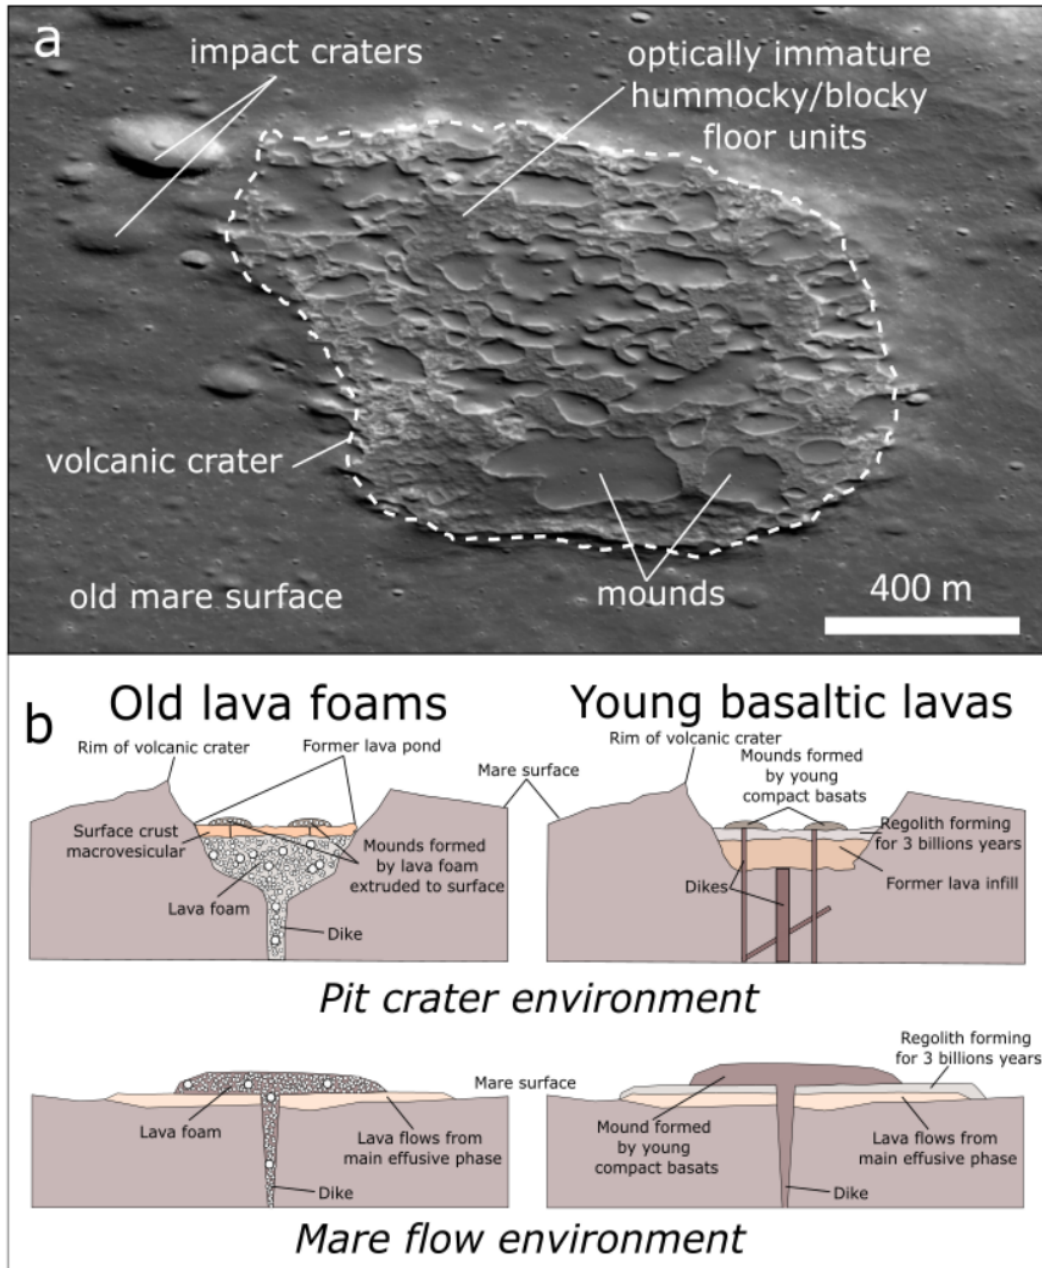 a
impact craters
optically immature
hummocky/blocky
floor units
volcanic crater
old mare surface
mounds
400 m
b
Old lava foams
Young basaltic lavas
Rim of volcanic crater
Former lava pond
Mare surface
Surface crust
macrovesicular
Mounds formed
by lava foam
extruded to surface
Lava foam
Dike
Rim of volcanic crater
Mounds formed
by young
compact basats
Regolith forming
for 3 billions years
Dikes
Former lava infill
Pit crater environment
Lava foam
Mare surface
Lava flows from
main effusive phase
Dike
Regolith forming
for 3 billions years
Mound formed
by young
compact basats
Lava flows from
main effusive phase
Dike
Mare flow environment